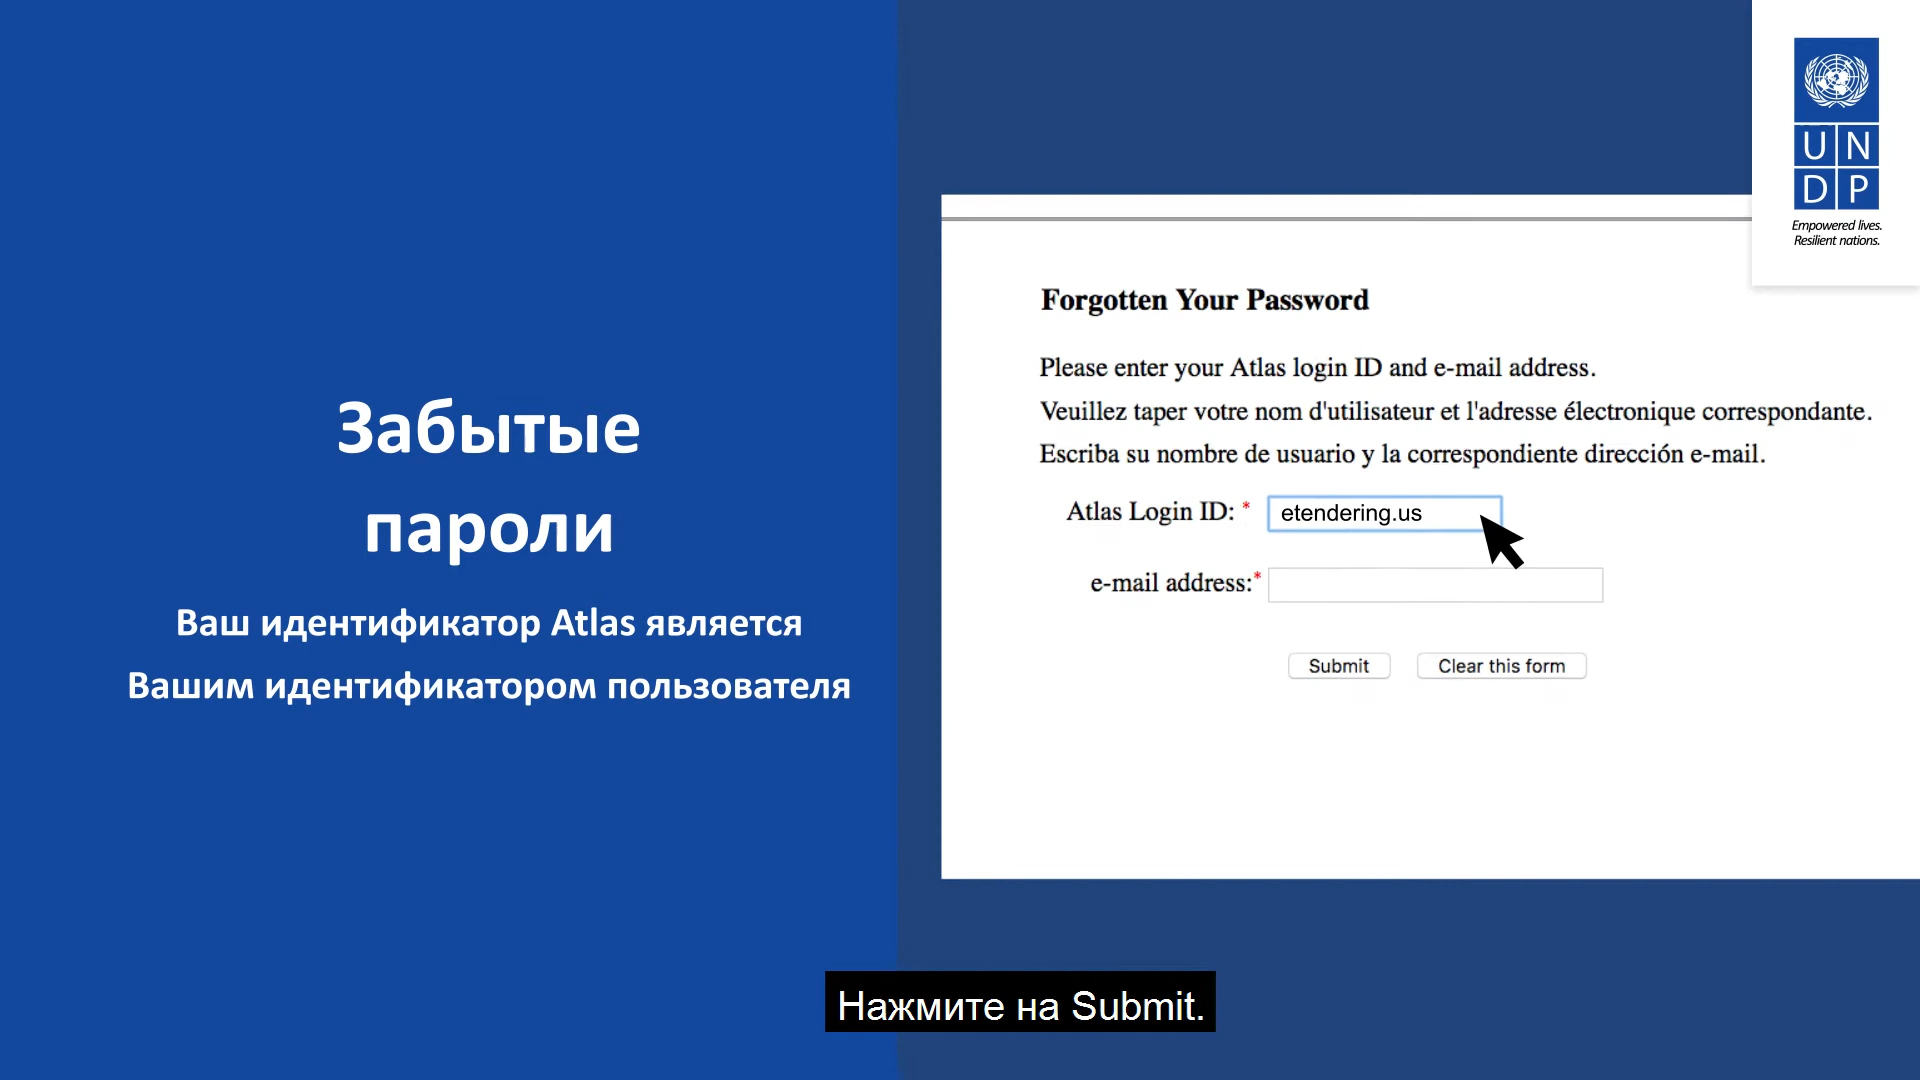 Забытые
пароли
Ваш идентификатор Atlas является
Вашим идентификатором пользователя
U N
D P
Empowered lives.
Resilient nations.
Forgotten Your Password
Please enter your Atlas login ID and e-mail address.
Veuillez taper votre nom d'utilisateur et l'adresse électronique correspondante.
Escriba su nombre de usuario y la correspondiente dirección e-mail.
Atlas Login ID: * etendering.us
e-mail address:*
Submit Clear this form
Нажмите на Submit.